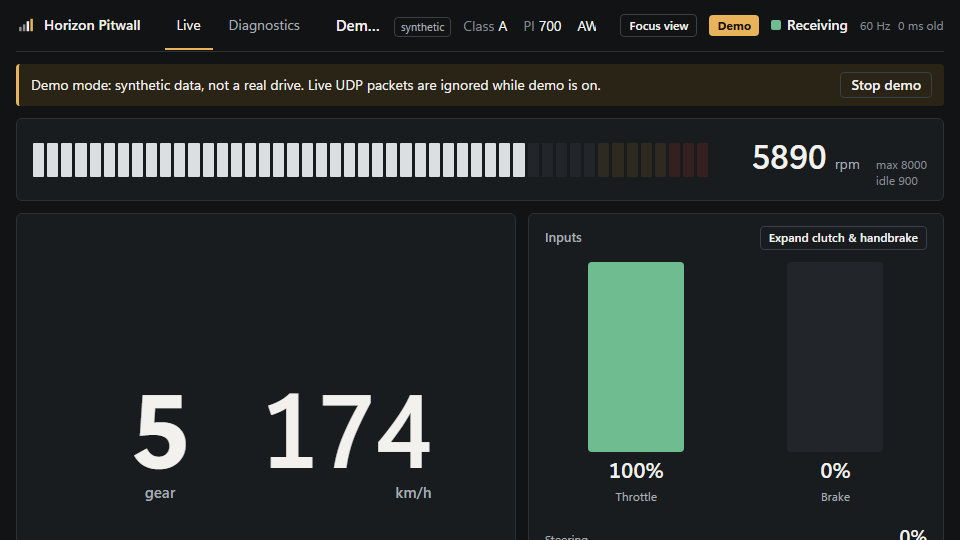 Horizon Pitwall Live Diagnostics Dem... synthetic Class A PI 700 AW Focus view Demo Receiving 60 Hz 0 ms old
Demo mode: synthetic data, not a real drive. Live UDP packets are ignored while demo is on. Stop demo
5890 rpm max 8000
idle 900
Inputs Expand clutch & handbrake
5 174
gear km/h
100% 0%
Throttle Brake
Steering 0%